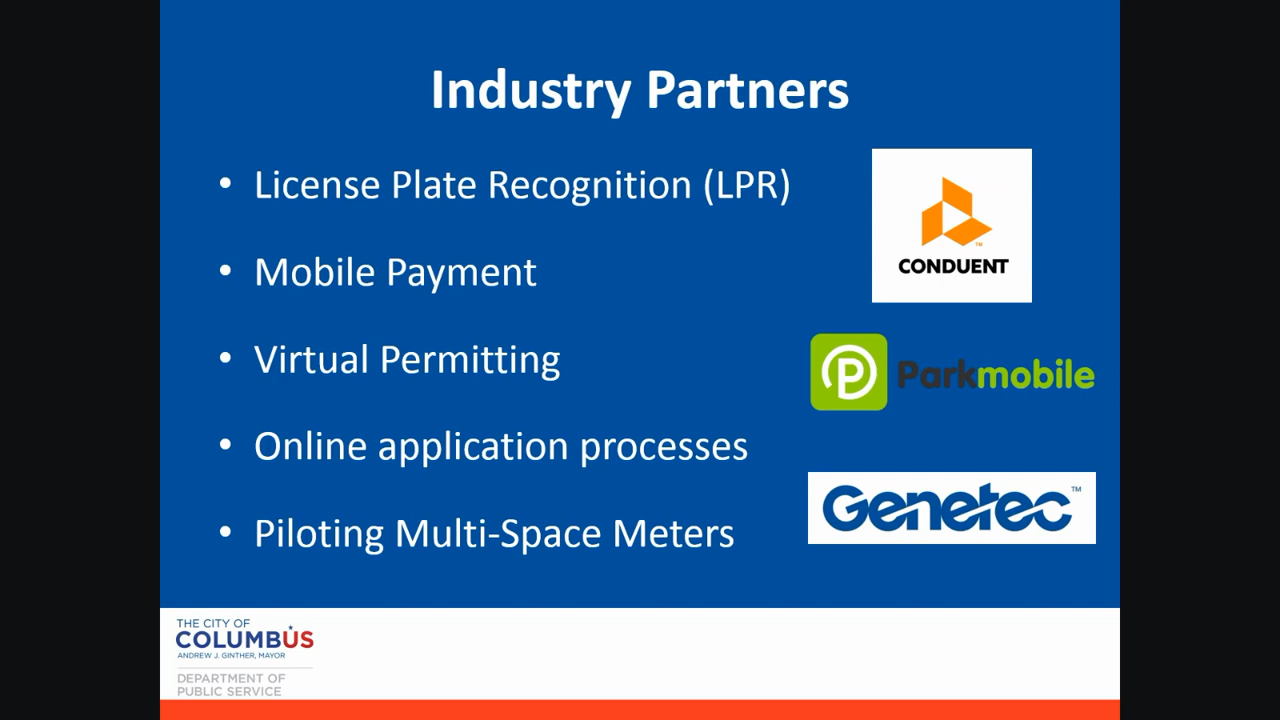 Industry Partners
• License Plate Recognition (LPR)
• Mobile Payment
• Virtual Permitting
• Online application processes
• Piloting Multi-Space Meters
CONDUENT
Parkmobile
Genetec™
THE CITY OF
COLUMBUS
ANDREW J. GINTHER, MAYOR
DEPARTMENT OF
PUBLIC SERVICE